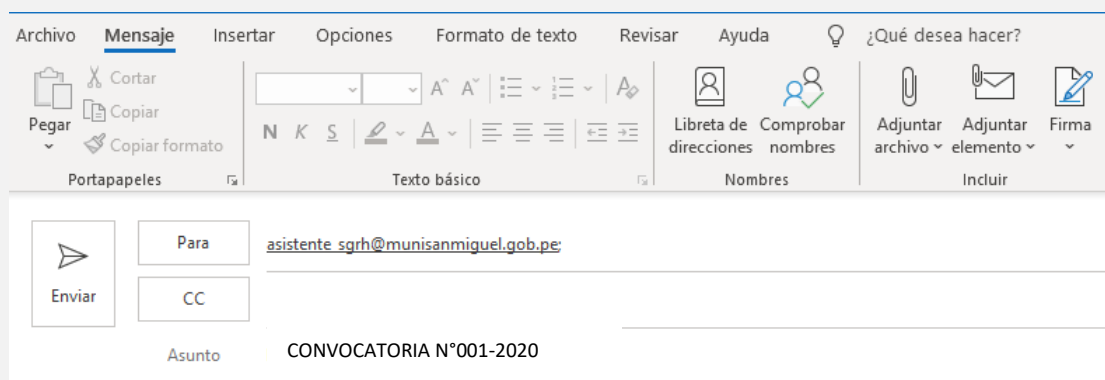 Archivo Mensaje Insertar Opciones Formato de texto Revisar Ayuda ¿Qué desea hacer?
Pegar
Cortar
Copiar
Copiar formato
Portapapeles
N K S A
Texto básico
Libreta de direcciones
Comprobar nombres
Nombres
Adjuntar archivo
Adjuntar elemento
Firma
Incluir
Enviar
Para asistente_sgrh@munisanmiguel.gob.pe;
CC
Asunto CONVOCATORIA N°001-2020